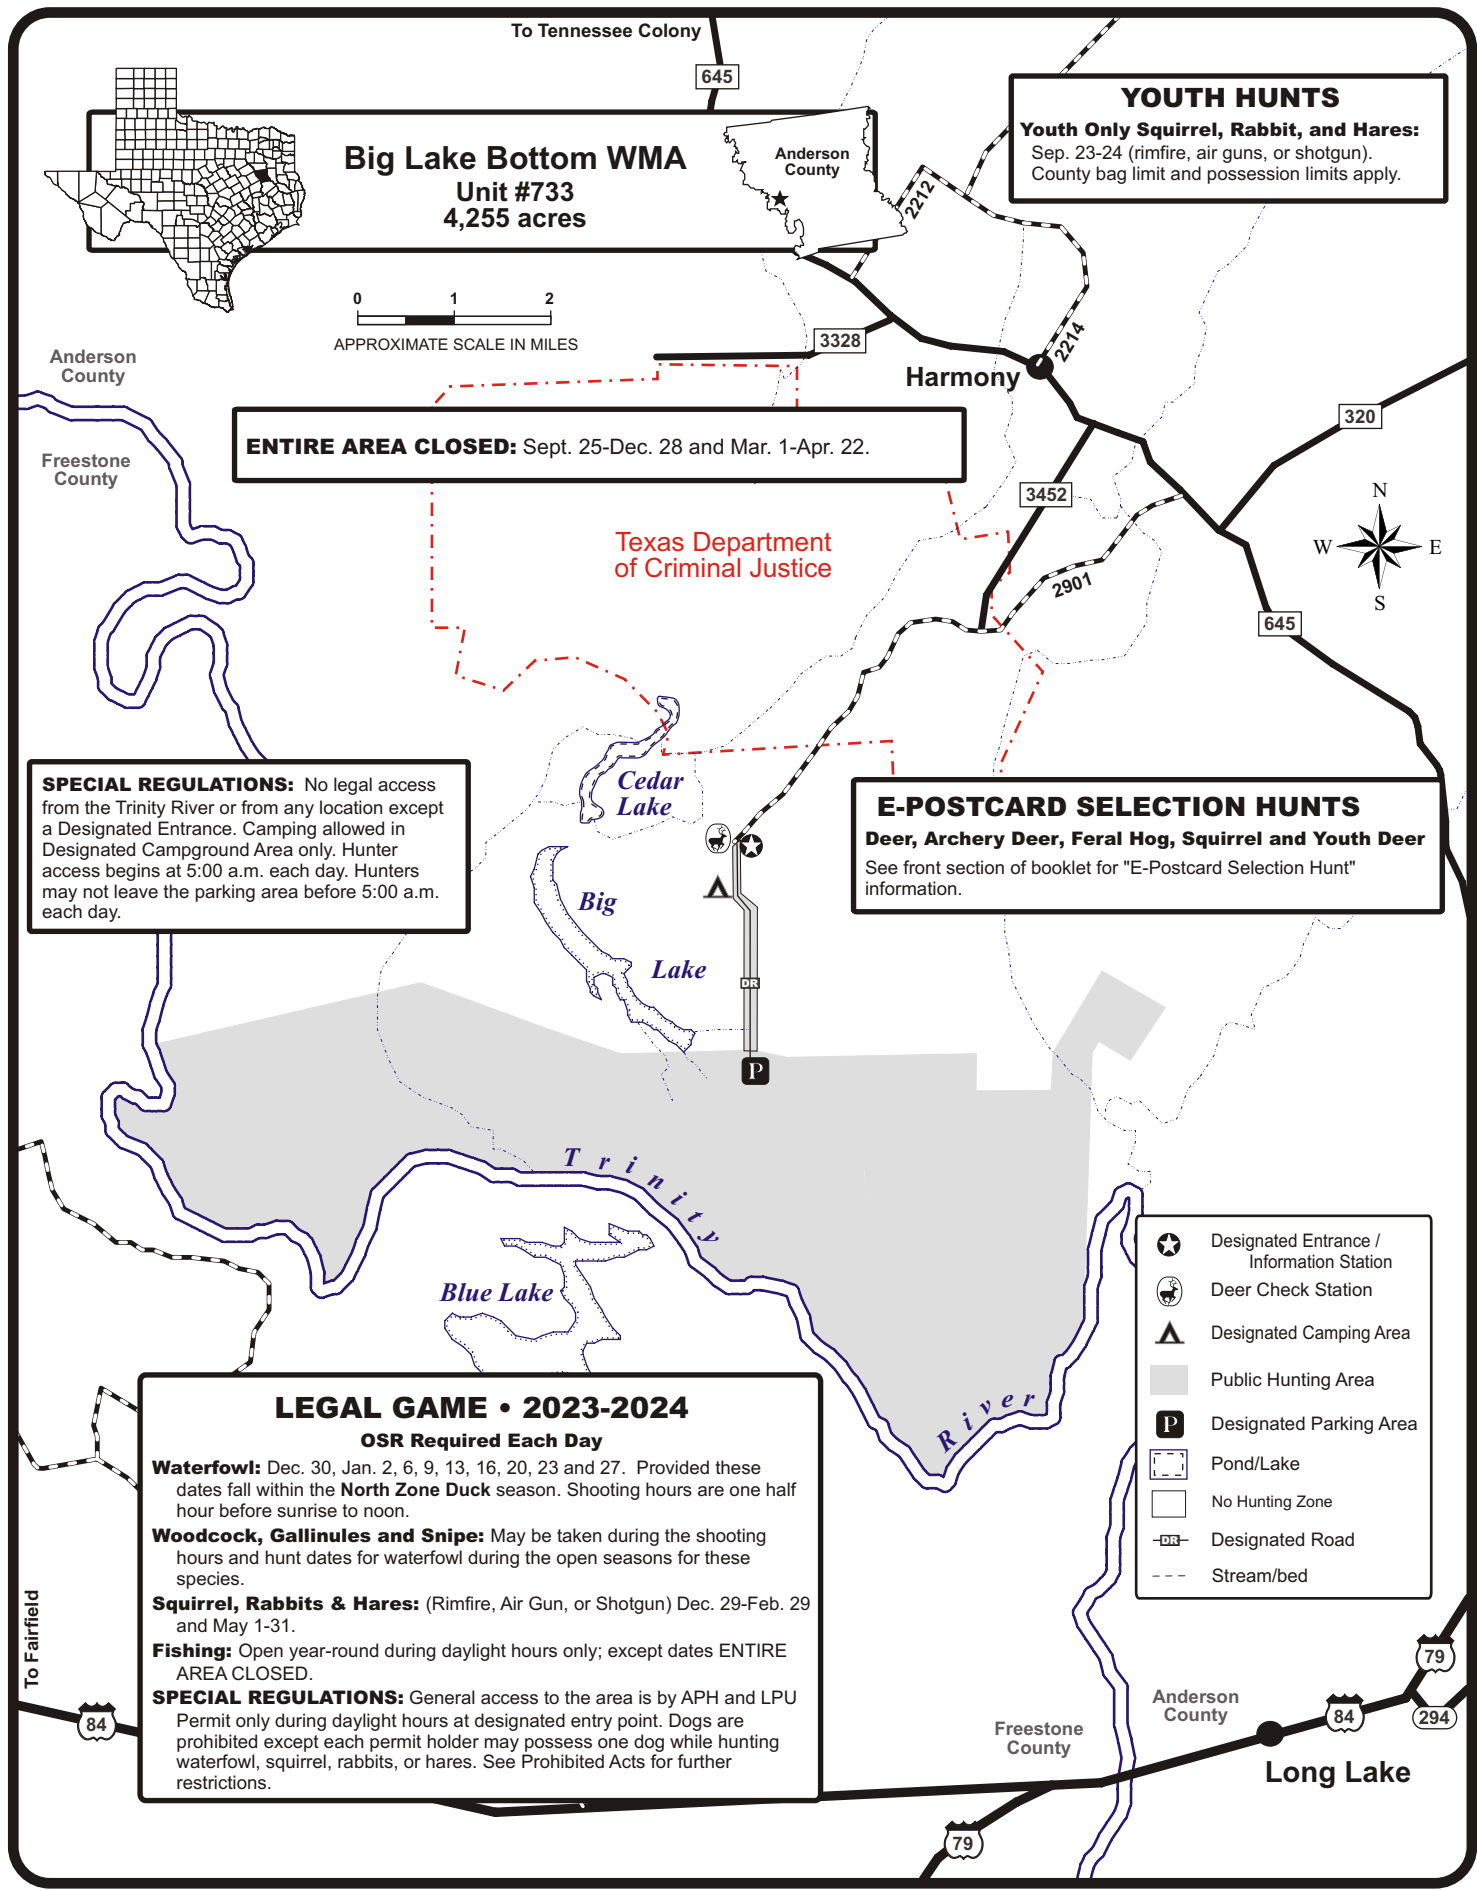 To Tennessee Colony
645
YOUTH HUNTS
Youth Only Squirrel, Rabbit, and Hares:
Sep. 23-24 (rimfire, air guns, or shotgun).
County bag limit and possession limits apply.
Big Lake Bottom WMA
Unit #733
4,255 acres
Anderson
County
2212
0 1 2
APPROXIMATE SCALE IN MILES
3328
2214
Harmony
Anderson
County
320
ENTIRE AREA CLOSED: Sept. 25-Dec. 28 and Mar. 1-Apr. 22.
Freestone
County
3452
N
W E
S
Texas Department
of Criminal Justice
2901
645
SPECIAL REGULATIONS: No legal access
from the Trinity River or from any location except
a Designated Entrance. Camping allowed in
Designated Campground Area only. Hunter
access begins at 5:00 a.m. each day. Hunters
may not leave the parking area before 5:00 a.m.
each day.
Cedar
Lake
E-POSTCARD SELECTION HUNTS
Deer, Archery Deer, Feral Hog, Squirrel and Youth Deer
See front section of booklet for "E-Postcard Selection Hunt"
information.
Big
Lake
DR
P
Trinity
River
Blue Lake
Designated Entrance /
Information Station
Deer Check Station
Designated Camping Area
Public Hunting Area
P Designated Parking Area
Pond/Lake
No Hunting Zone
DR Designated Road
Stream/bed
LEGAL GAME • 2023-2024
OSR Required Each Day
Waterfowl: Dec. 30, Jan. 2, 6, 9, 13, 16, 20, 23 and 27. Provided these
dates fall within the North Zone Duck season. Shooting hours are one half
hour before sunrise to noon.
Woodcock, Gallinules and Snipe: May be taken during the shooting
hours and hunt dates for waterfowl during the open seasons for these
species.
Squirrel, Rabbits & Hares: (Rimfire, Air Gun, or Shotgun) Dec. 29-Feb. 29
and May 1-31.
Fishing: Open year-round during daylight hours only; except dates ENTIRE
AREA CLOSED.
SPECIAL REGULATIONS: General access to the area is by APH and LPU
Permit only during daylight hours at designated entry point. Dogs are
prohibited except each permit holder may possess one dog while hunting
waterfowl, squirrel, rabbits, or hares. See Prohibited Acts for further
restrictions.
To Fairfield
84
79
Anderson
County
84
294
Freestone
County
Long Lake
79